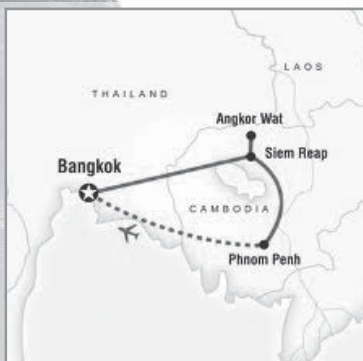 LAOS
THAILAND
Angkor Wat
Siem Reap
Bangkok
CAMBODIA
Phnom Penh